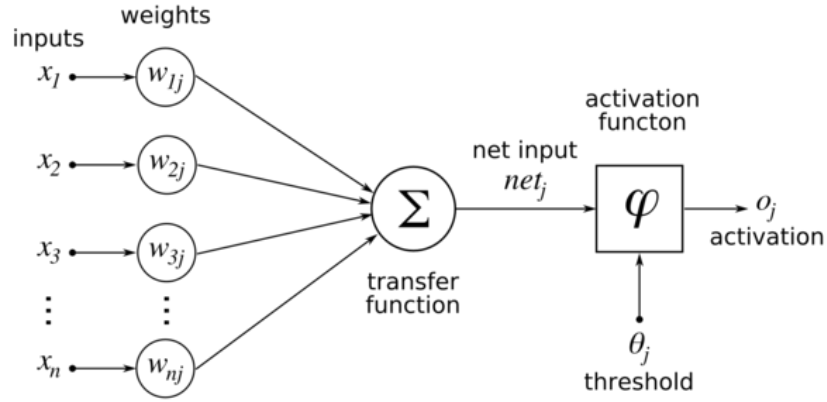 weights
inputs
x₁
w₁ⱼ
activation
functon
x₂
w₂ⱼ
net input
netⱼ
Σ
φ
oⱼ
activation
x₃
w₃ⱼ
transfer
function
⋮ ⋮
θⱼ
threshold
xₙ
wₙⱼ